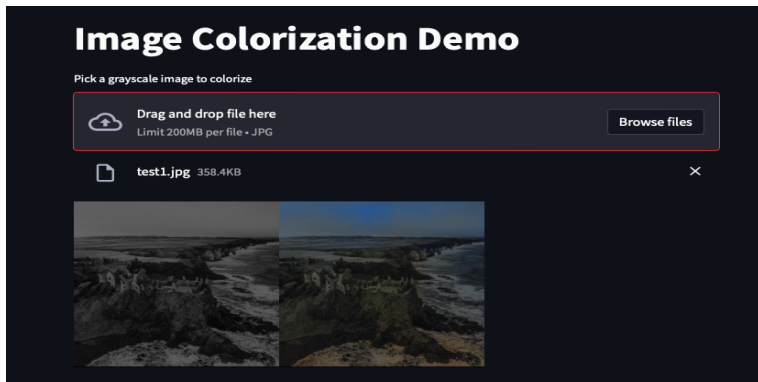 Image Colorization Demo
Pick a grayscale image to colorize
Drag and drop file here
Limit 200MB per file • JPG
Browse files
test1.jpg 358.4KB